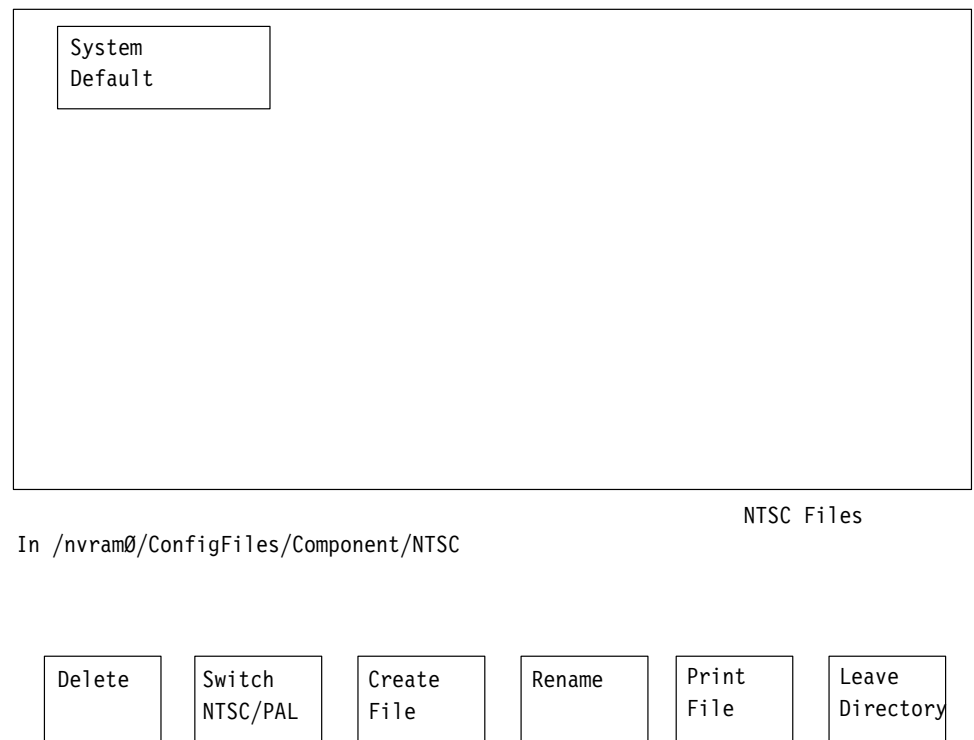 System
Default
NTSC Files
In /nvramØ/ConfigFiles/Component/NTSC
Delete
Switch
NTSC/PAL
Create
File
Rename
Print
File
Leave
Directory